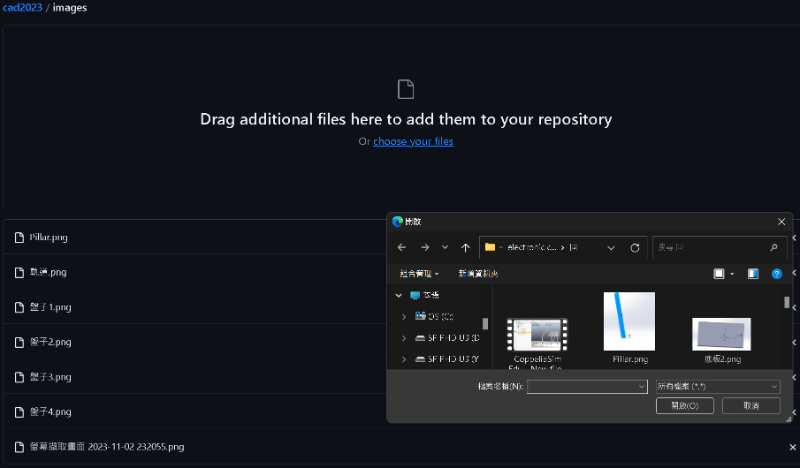 cad2023 / images
Drag additional files here to add them to your repository
Or choose your files
Pillar.png
軌道.png
盤子1.png
盤子2.png
盤子3.png
盤子4.png
螢幕擷取畫面 2023-11-02 232055.png
開啟
electronic c... › 圖
搜尋 圖
組合管理
新增資料夾
本機
OS (C:)
SP PHD U3 (D
SP PHD U3 (Y
CoppeliaSim
Edu - New file
Pillar.png
底板2.png
檔案名稱(N):
所有檔案 (*.*)
開啟(O)
取消